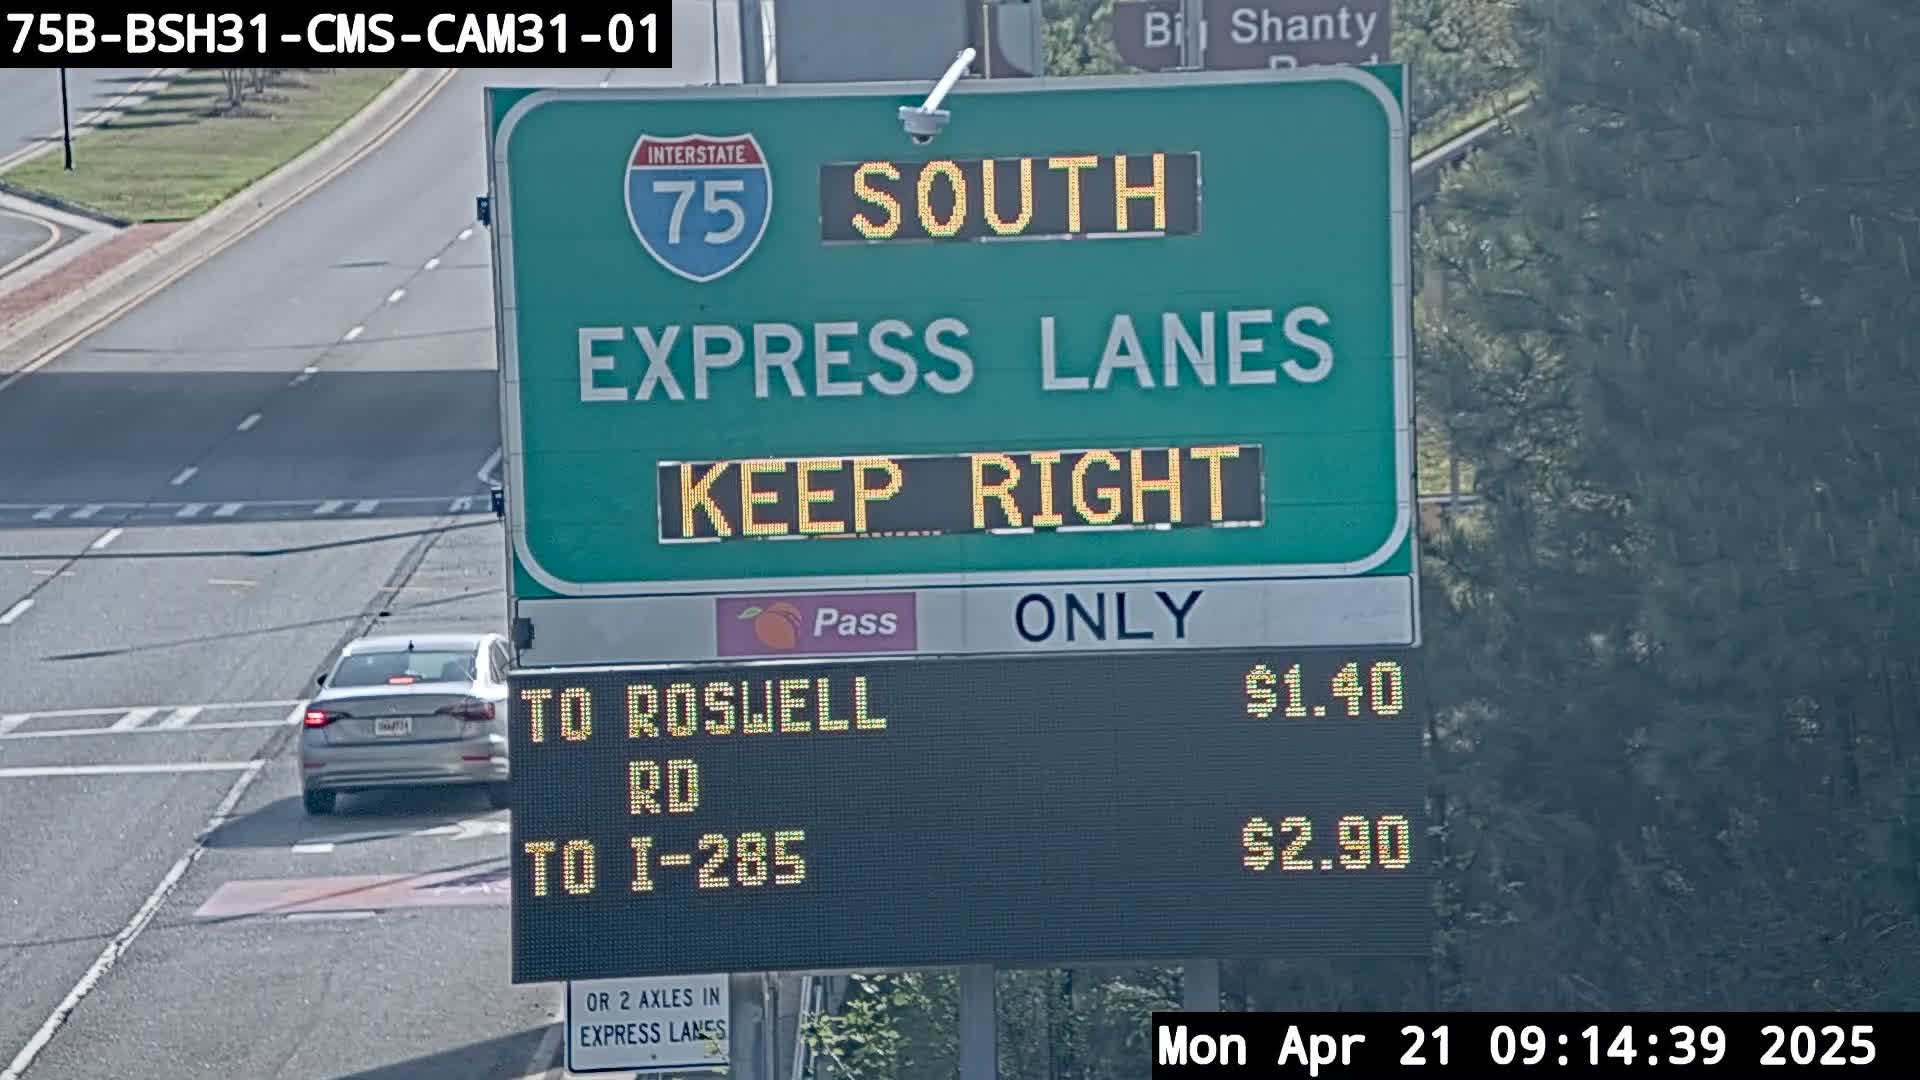 75B-BSH31-CMS-CAM31-01
Big Shanty
Road
INTERSTATE
75
SOUTH
EXPRESS LANES
KEEP RIGHT
Pass ONLY
TO ROSWELL $1.40
RD
TO I-285 $2.90
OR 2 AXLES IN
EXPRESS LANES
Mon Apr 21 09:14:39 2025